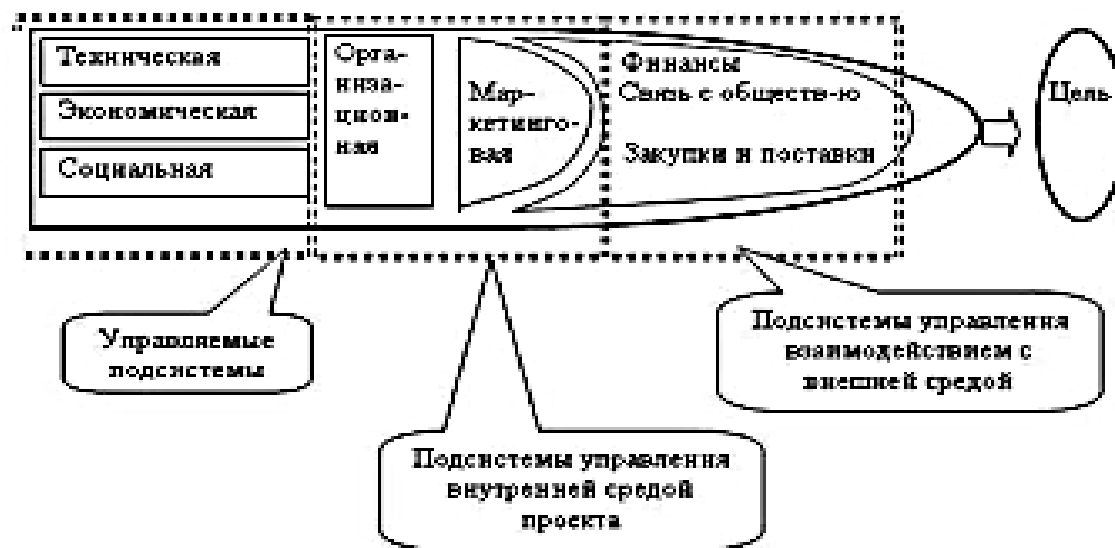 Техническая
Экономическая
Социальная
Орга-
низа-
цион-
ная
Мар-
кетинго-
вая
Финансы
Связь с обществ-ю
Закупки и поставки
Цель
Управляемые
подсистемы
Подсистемы управления
внутренней средой
проекта
Подсистемы управления
взаимодействием с
внешней средой